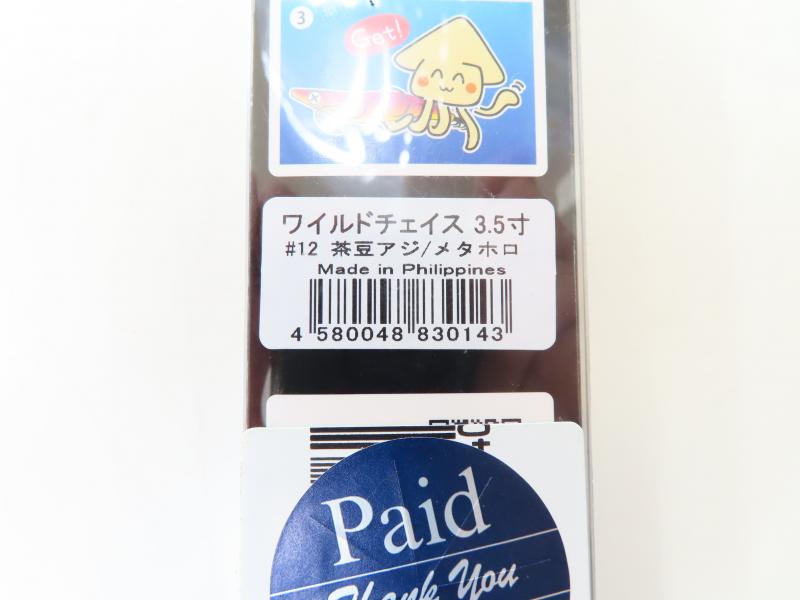 3
Get!
ワイルドチェイス 3.5寸
#12 茶豆アジ/メタホロ
Made in Philippines
4 580048 830143
Paid
Thank You